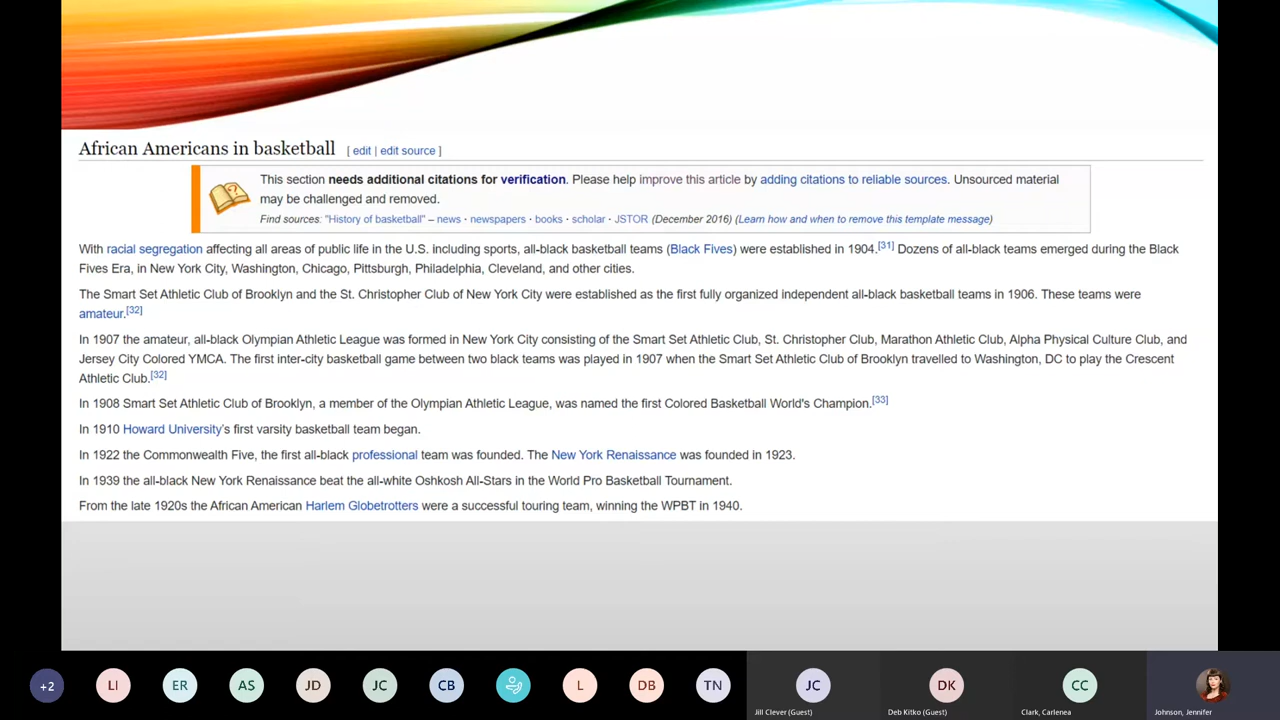 African Americans in basketball [ edit | edit source ]
This section needs additional citations for verification. Please help improve this article by adding citations to reliable sources. Unsourced material
may be challenged and removed.
Find sources: "History of basketball" – news · newspapers · books · scholar · JSTOR (December 2016) (Learn how and when to remove this template message)
With racial segregation affecting all areas of public life in the U.S. including sports, all-black basketball teams (Black Fives) were established in 1904.[31] Dozens of all-black teams emerged during the Black
Fives Era, in New York City, Washington, Chicago, Pittsburgh, Philadelphia, Cleveland, and other cities.
The Smart Set Athletic Club of Brooklyn and the St. Christopher Club of New York City were established as the first fully organized independent all-black basketball teams in 1906. These teams were
amateur.[32]
In 1907 the amateur, all-black Olympian Athletic League was formed in New York City consisting of the Smart Set Athletic Club, St. Christopher Club, Marathon Athletic Club, Alpha Physical Culture Club, and
Jersey City Colored YMCA. The first inter-city basketball game between two black teams was played in 1907 when the Smart Set Athletic Club of Brooklyn travelled to Washington, DC to play the Crescent
Athletic Club.[32]
In 1908 Smart Set Athletic Club of Brooklyn, a member of the Olympian Athletic League, was named the first Colored Basketball World's Champion.[33]
In 1910 Howard University's first varsity basketball team began.
In 1922 the Commonwealth Five, the first all-black professional team was founded. The New York Renaissance was founded in 1923.
In 1939 the all-black New York Renaissance beat the all-white Oshkosh All-Stars in the World Pro Basketball Tournament.
From the late 1920s the African American Harlem Globetrotters were a successful touring team, winning the WPBT in 1940.
+2 LI ER AS JD JC CB L DB TN JC DK CC
Jill Clever (Guest) Deb Kitko (Guest) Clark, Carlenea Johnson, Jennifer